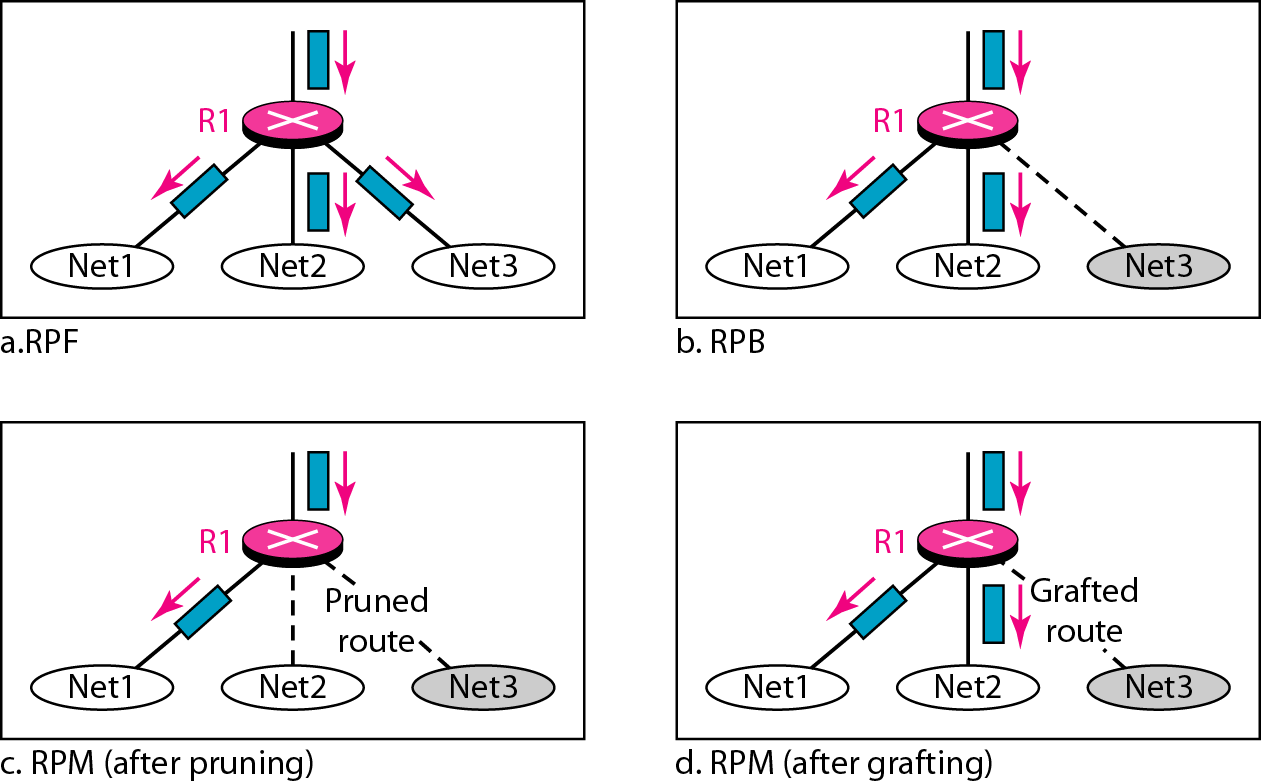 R1
Net1
Net2
Net3
a.RPF
R1
Net1
Net2
Net3
b. RPB
R1
Pruned
route
Net1
Net2
Net3
c. RPM (after pruning)
R1
Grafted
route
Net1
Net2
Net3
d. RPM (after grafting)